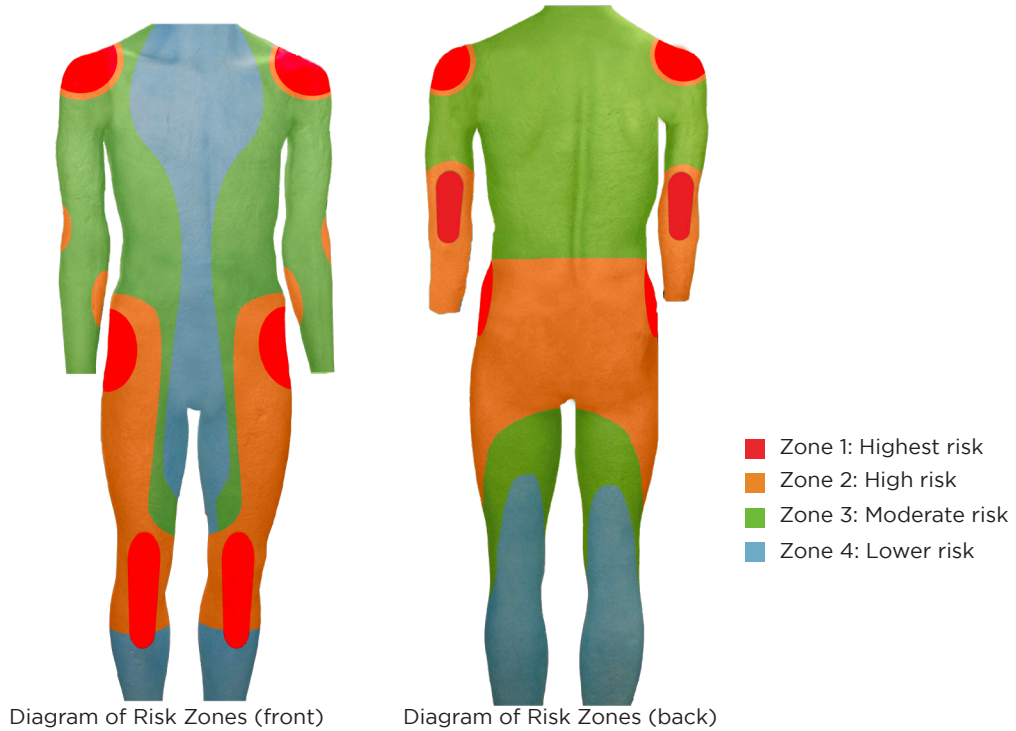 Zone 1: Highest risk
Zone 2: High risk
Zone 3: Moderate risk
Zone 4: Lower risk
Diagram of Risk Zones (front)
Diagram of Risk Zones (back)